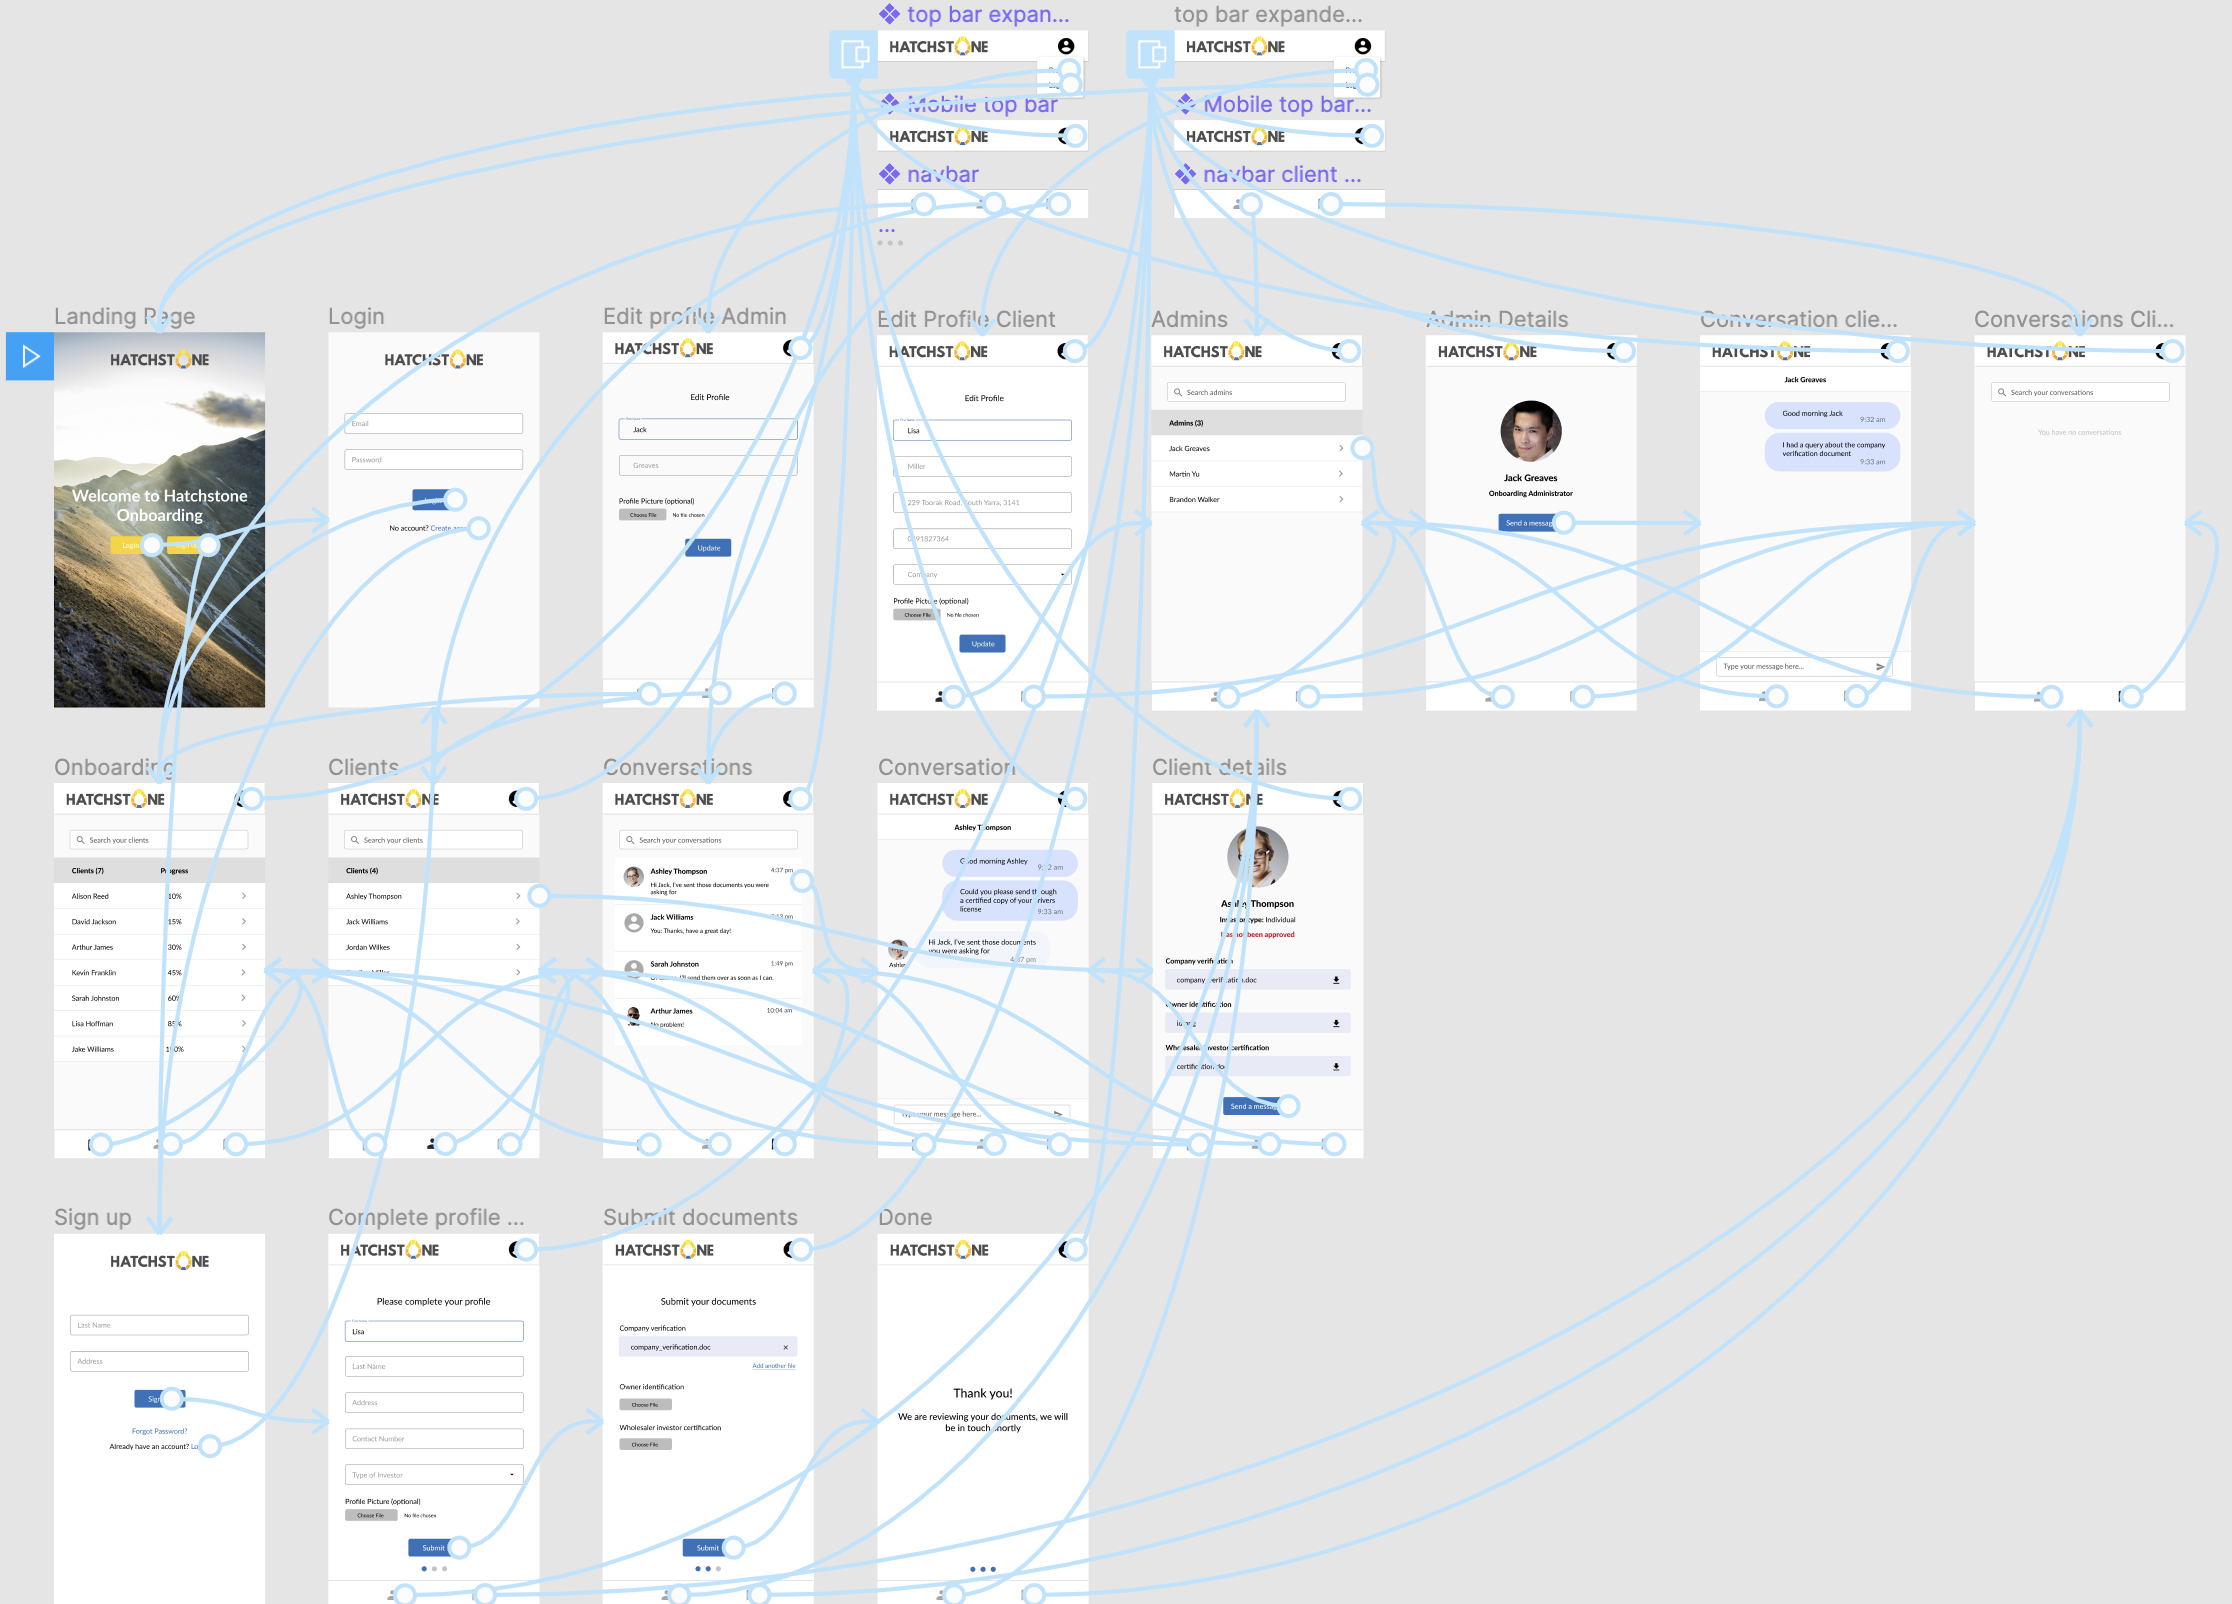 top bar expan...
HATCHSTONE
Mobile top bar
HATCHSTONE
navbar
...
top bar expande...
HATCHSTONE
Mobile top bar...
HATCHSTONE
navbar client ...
Landing Page
HATCHSTONE
Welcome to Hatchstone
Onboarding
Login
Login
HATCHSTONE
Email
Password
No account? Create
Edit profile Admin
HATCHSTONE
Edit Profile
Jack
Greaves
Profile Picture (optional)
Choose File No file chosen
Update
Edit Profile Client
HATCHSTONE
Edit Profile
Lisa
Miller
229 Toorak Road, South Yarra, 3141
0491827364
Company
Profile Picture (optional)
Choose File No file chosen
Update
Admins
HATCHSTONE
Search admins
Admins (3)
Jack Greaves
Martin Yu
Brandon Walker
Admin Details
HATCHSTONE
Jack Greaves
Onboarding Administrator
Send a messag
Conversation clie...
HATCHSTONE
Jack Greaves
Good morning Jack
9:32 am
I had a query about the company
verification document
9:33 am
Type your message here...
Conversations Cli...
HATCHSTONE
Search your conversations
You have no conversations
Onboarding
HATCHSTONE
Search your clients
Clients (7) Progress
Alison Reed 10%
David Jackson 15%
Arthur James 30%
Kevin Franklin 45%
Sarah Johnston 60%
Lisa Hoffman 85%
Jake Williams 100%
Clients
HATCHSTONE
Search your clients
Clients (4)
Ashley Thompson
Jack Williams
Jordan Wilkes
Conversations
HATCHSTONE
Search your conversations
Ashley Thompson 4:37 pm
Hi Jack, I've sent those documents you were
asking for
Jack Williams
You: Thanks, have a great day!
Sarah Johnston 1:49 pm
send them over as soon as I can.
Arthur James 10:04 am
No problem!
Conversation
HATCHSTONE
Ashley Thompson
Good morning Ashley
9:32 am
Could you please send through
a certified copy of your drivers
license
9:33 am
Hi Jack, I've sent those documents
you were asking for
4:37 pm
Ashley
Type your message here...
Client details
HATCHSTONE
Ashley Thompson
Investor type: Individual
Has not been approved
Company verification
company_verification.doc
Owner identification
id.png
Wholesaler investor certification
certification.doc
Send a messag
Sign up
HATCHSTONE
Last Name
Address
Sign
Forgot Password?
Already have an account? Lo
Complete profile ...
HATCHSTONE
Please complete your profile
Lisa
Last Name
Address
Contact Number
Type of Investor
Profile Picture (optional)
Choose File No file chosen
Submit
Submit documents
HATCHSTONE
Submit your documents
Company verification
company_verification.doc ×
Add another file
Owner identification
Choose File
Wholesaler investor certification
Choose File
Submit
Done
HATCHSTONE
Thank you!
We are reviewing your documents, we will
be in touch shortly